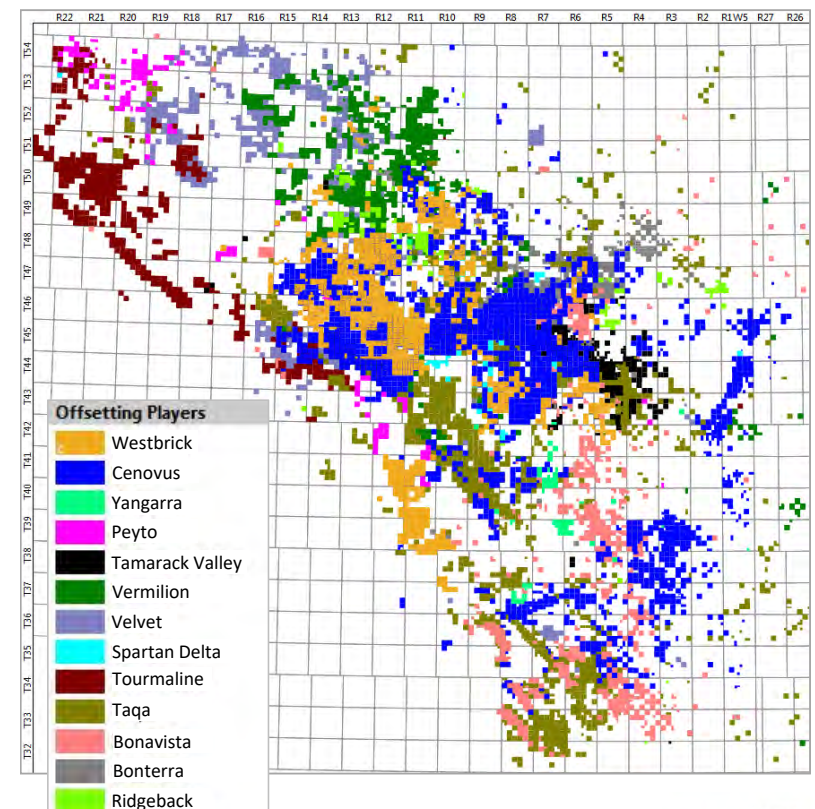 R22 R21 R20 R19 R18 R17 R16 R15 R14 R13 R12 R11 R10 R9 R8 R7 R6 R5 R4 R3 R2 R1W5 R27 R26
T54
T53
T52
T51
T50
T49
T48
T47
T46
T45
T44
T43
T42
T41
T40
T39
T38
T37
T36
T35
T34
T33
T32
Offsetting Players
Westbrick
Cenovus
Yangarra
Peyto
Tamarack Valley
Vermilion
Velvet
Spartan Delta
Tourmaline
Taqa
Bonavista
Bonterra
Ridgeback